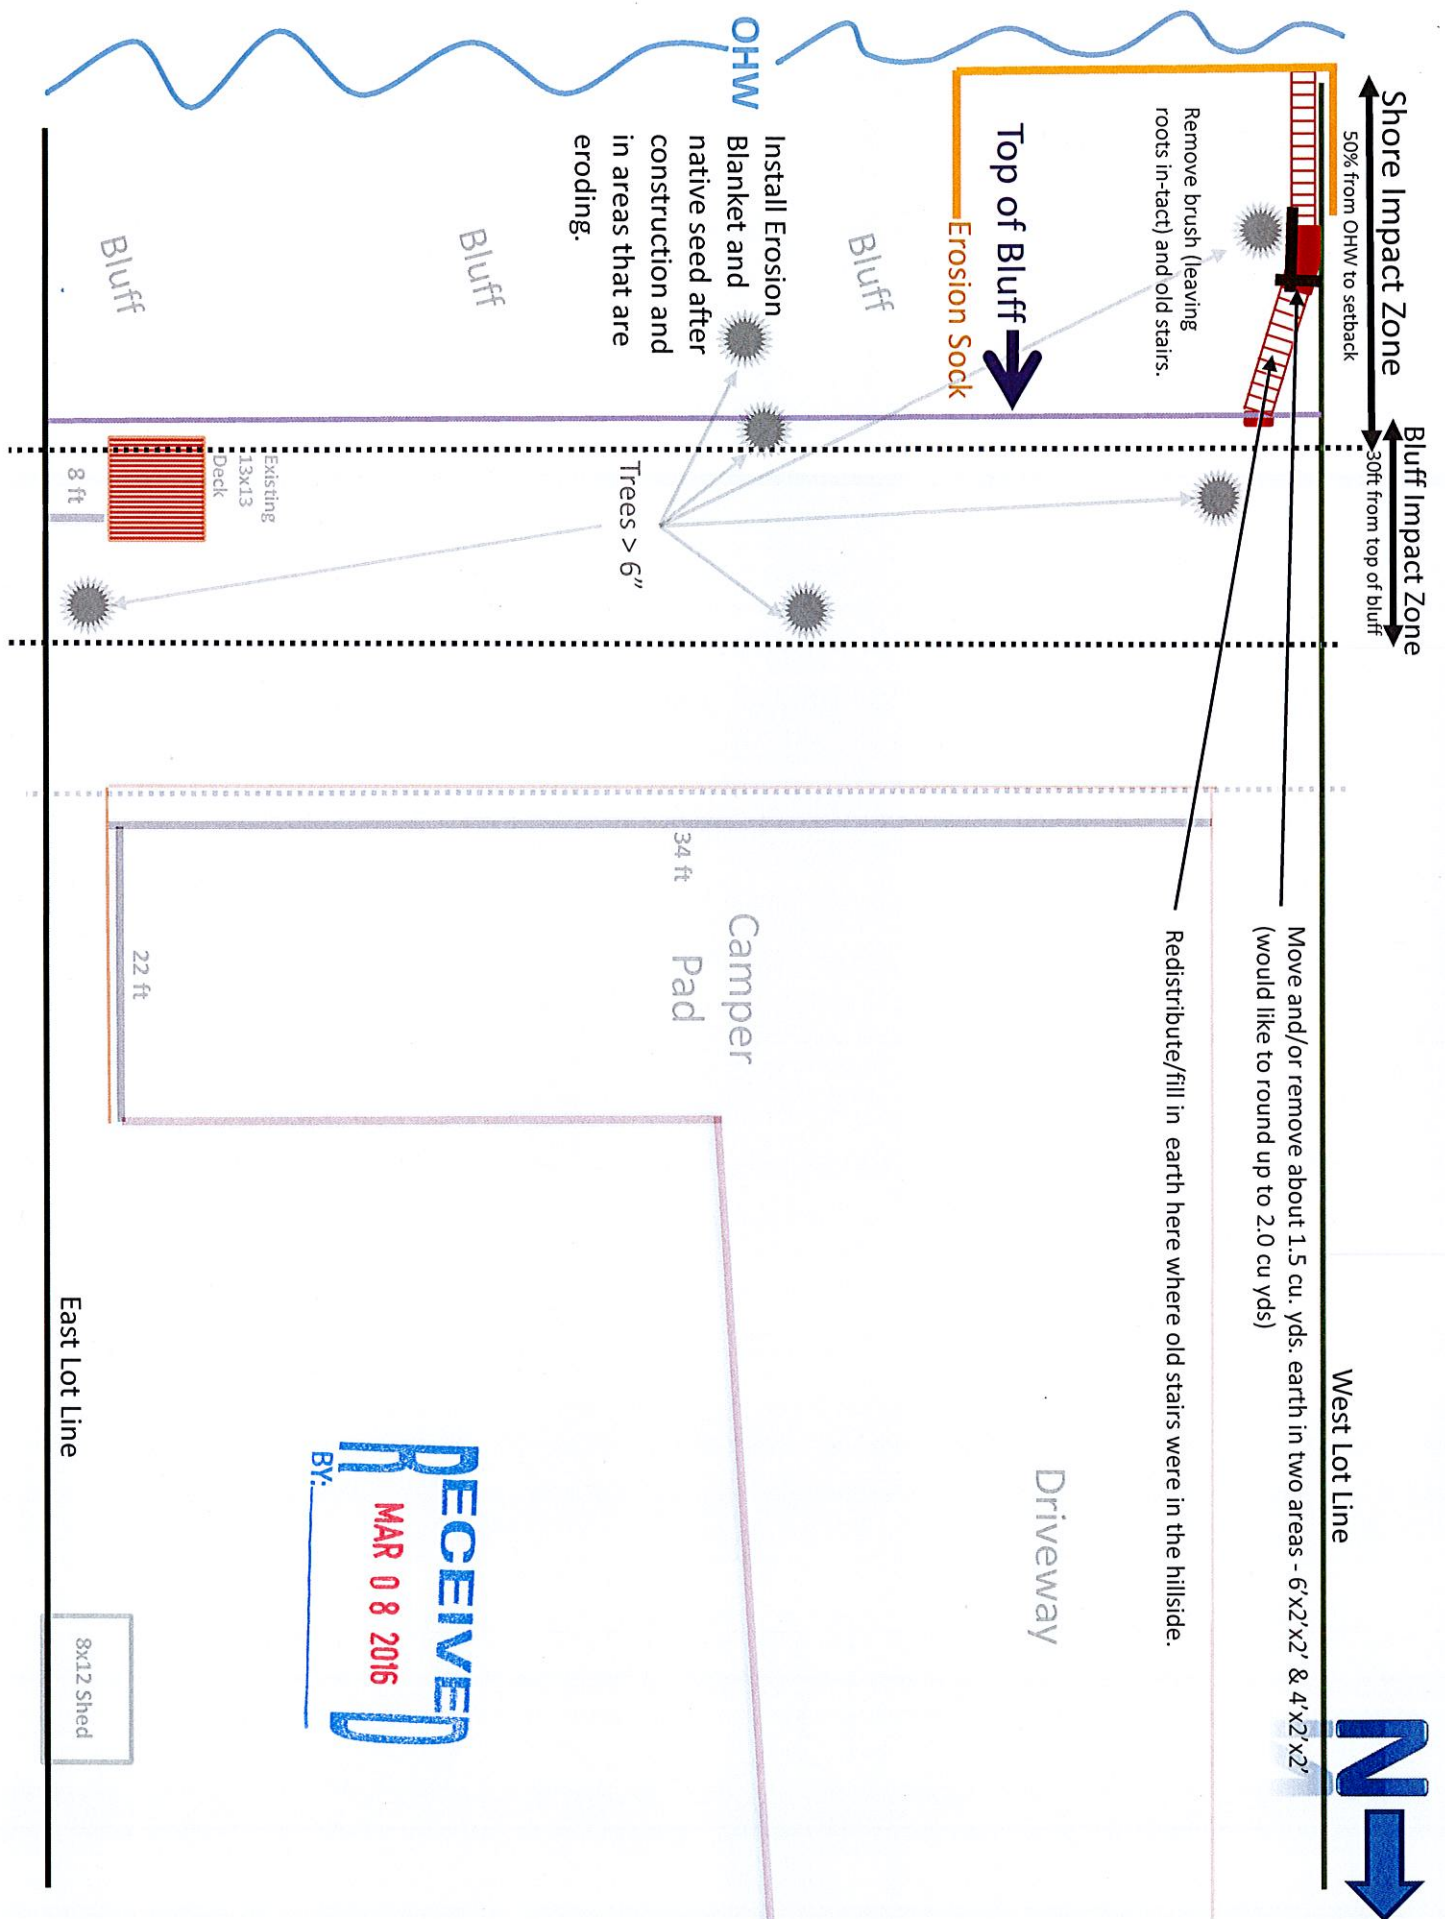 Shore Impact Zone
50% from OHW to setback
Bluff Impact Zone
30ft from top of bluff
West Lot Line
N
Move and/or remove about 1.5 cu. yds. earth in two areas - 6'x2'x2' & 4'x2'x2'
(would like to round up to 2.0 cu yds)
Redistribute/fill in earth here where old stairs were in the hillside.
Remove brush (leaving
roots in-tact) and old stairs.
Top of Bluff
Erosion Sock
Bluff
Driveway
OHW
Install Erosion
Blanket and
native seed after
construction and
in areas that are
eroding.
Trees > 6”
Camper
Pad
34 ft
Bluff
RECEIVED
MAR 08 2016
BY:
Existing
13x13
Deck
22 ft
Bluff
8 ft
East Lot Line
8x12 Shed